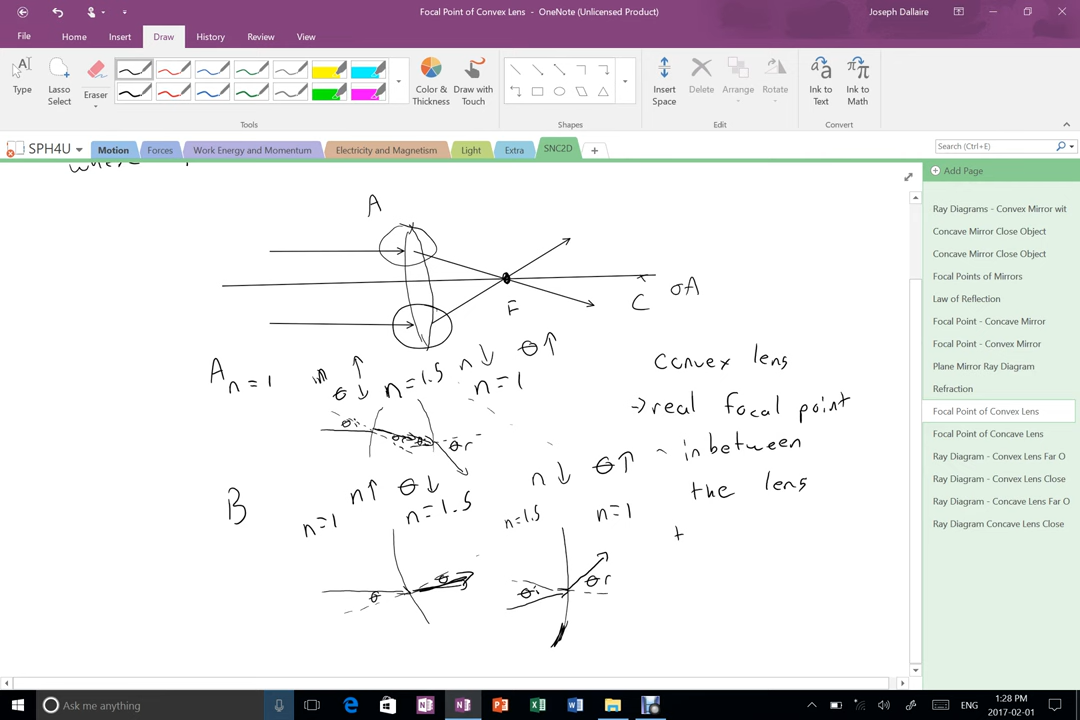 Focal Point of Convex Lens - OneNote (Unlicensed Product)
Joseph Dallaire
File Home Insert Draw History Review View
Type
Lasso Select
Eraser
Color & Thickness
Draw with Touch
Insert Space
Delete
Arrange
Rotate
Ink to Text
Ink to Math
Tools
Shapes
Edit
Convert
SPH4U Motion Forces Work Energy and Momentum Electricity and Magnetism Light Extra SNC2D
Search (Ctrl+E)
Add Page
Ray Diagrams - Convex Mirror wit
Concave Mirror Close Object
Concave Mirror Close Object
Focal Points of Mirrors
Law of Reflection
Focal Point - Concave Mirror
Focal Point - Convex Mirror
Plane Mirror Ray Diagram
Refraction
Focal Point of Convex Lens
Focal Point of Concave Lens
Ray Diagram - Convex Lens Far O
Ray Diagram - Convex Lens Close
Ray Diagram - Concave Lens Far O
Ray Diagram Concave Lens Close
A
F
C OA
A n=1
n↑
θ↓ n=1.5
n↓ θ↑
n=1
θi θr θi θr
convex lens
→ real focal point
- in between
the lens
B
n↑ θ↓
n=1 n=1.5
n↓ θ↑
n=1.5 n=1
θ θ
θi θr
Ask me anything
ENG
1:28 PM
2017-02-01